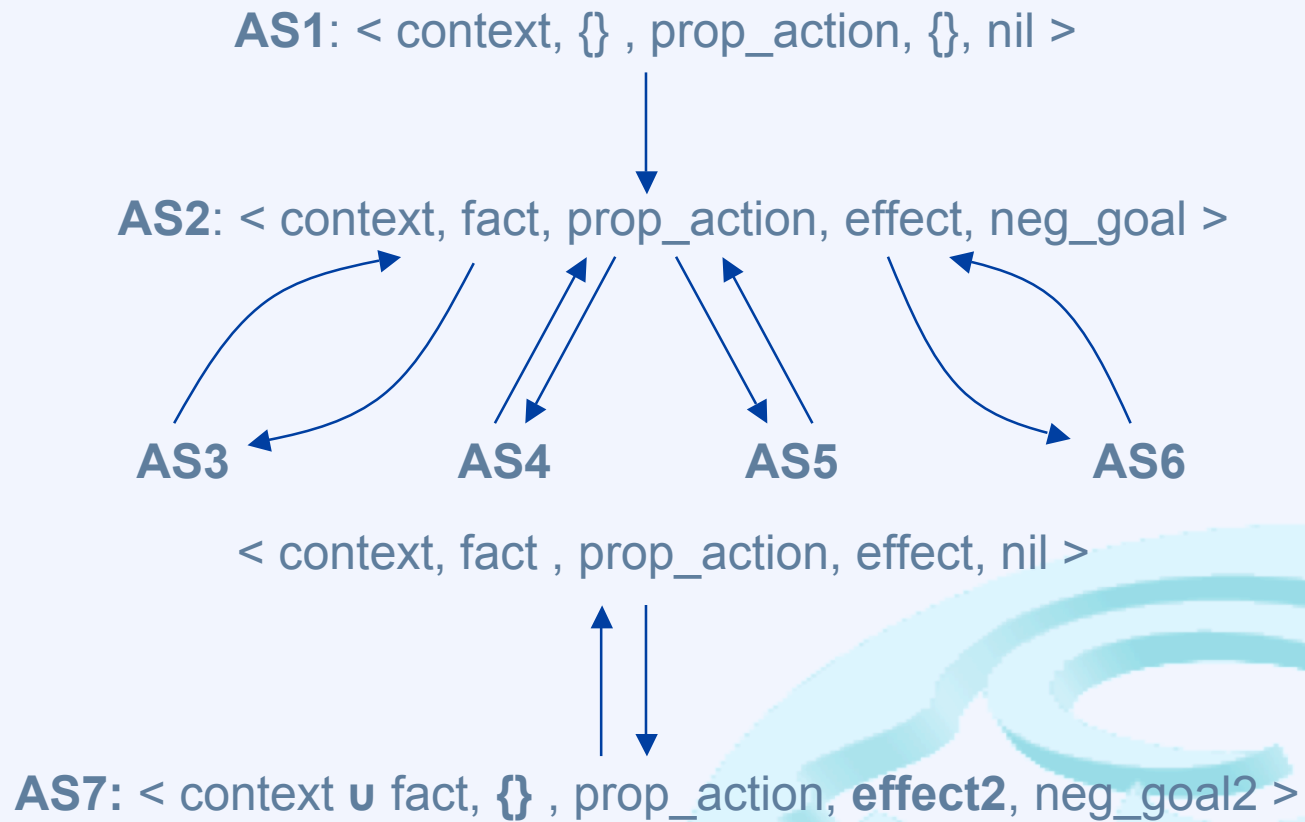 AS1: < context, {} , prop_action, {}, nil >
AS2: < context, fact, prop_action, effect, neg_goal >
AS3 AS4 AS5 AS6
< context, fact , prop_action, effect, nil >
AS7: < context u fact, {} , prop_action, effect2, neg_goal2 >